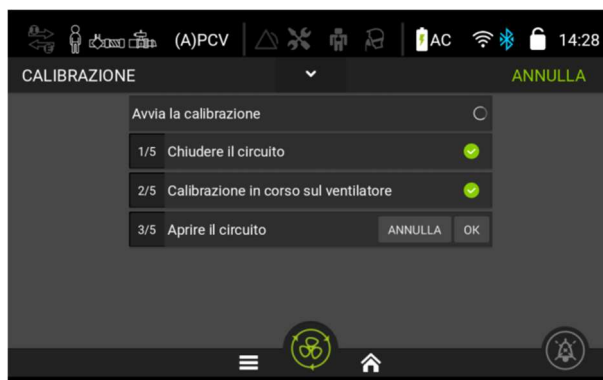 (A)PCV AC 14:28
CALIBRAZIONE ANNULLA
Avvia la calibrazione
1/5 Chiudere il circuito
2/5 Calibrazione in corso sul ventilatore
3/5 Aprire il circuito ANNULLA OK